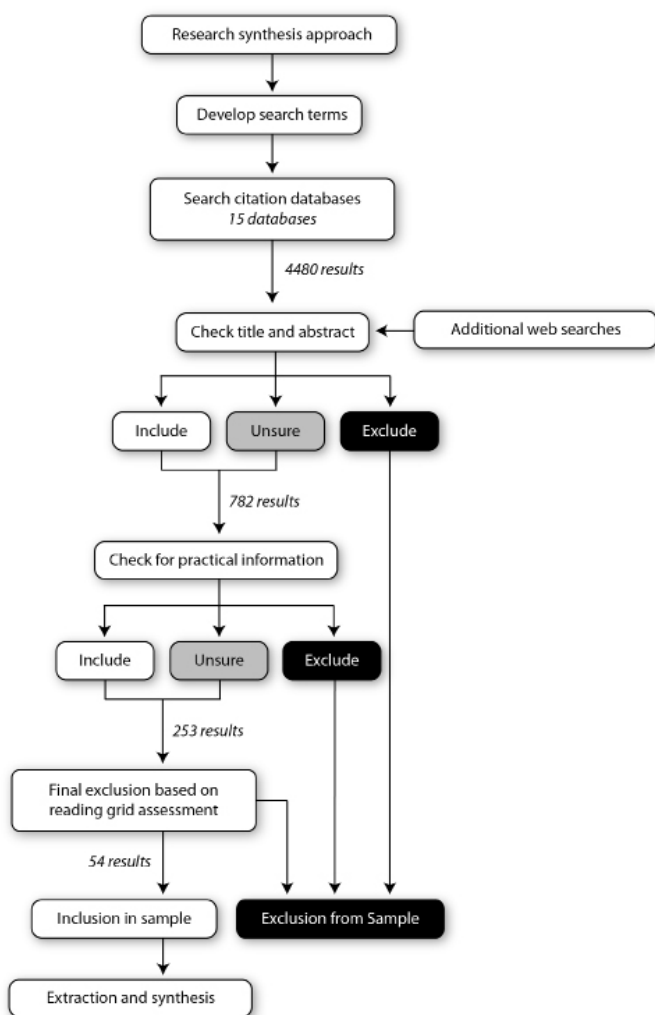 Research synthesis approach
Develop search terms
Search citation databases
15 databases
4480 results
Check title and abstract
Additional web searches
Include
Unsure
Exclude
782 results
Check for practical information
Include
Unsure
Exclude
253 results
Final exclusion based on
reading grid assessment
54 results
Inclusion in sample
Exclusion from Sample
Extraction and synthesis